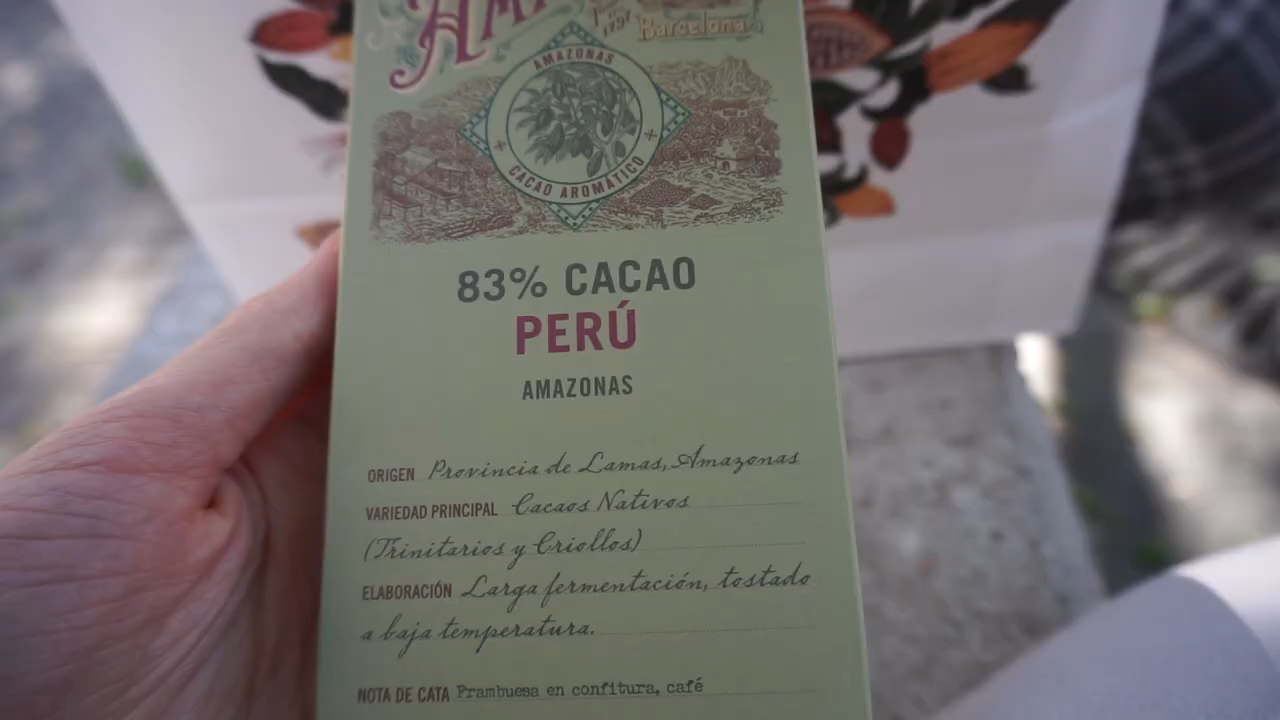 1797
Barcelona
AMAZONAS
CACAO AROMÁTICO
83% CACAO
PERÚ
AMAZONAS
ORIGEN Provincia de Lamas, Amazonas
VARIEDAD PRINCIPAL Cacaos Nativos
(Trinitarios y Criollos)
ELABORACIÓN Larga fermentación, tostado
a baja temperatura.
NOTA DE CATA Frambuesa en confitura, café